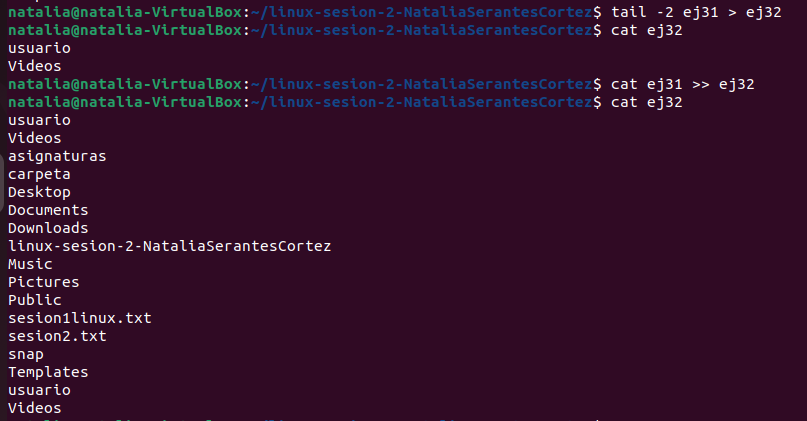 natalia@natalia-VirtualBox:~/linux-sesion-2-NataliaSerantesCortez$ tail -2 ej31 > ej32
natalia@natalia-VirtualBox:~/linux-sesion-2-NataliaSerantesCortez$ cat ej32
usuario
Videos
natalia@natalia-VirtualBox:~/linux-sesion-2-NataliaSerantesCortez$ cat ej31 >> ej32
natalia@natalia-VirtualBox:~/linux-sesion-2-NataliaSerantesCortez$ cat ej32
usuario
Videos
asignaturas
carpeta
Desktop
Documents
Downloads
linux-sesion-2-NataliaSerantesCortez
Music
Pictures
Public
sesion1linux.txt
sesion2.txt
snap
Templates
usuario
Videos